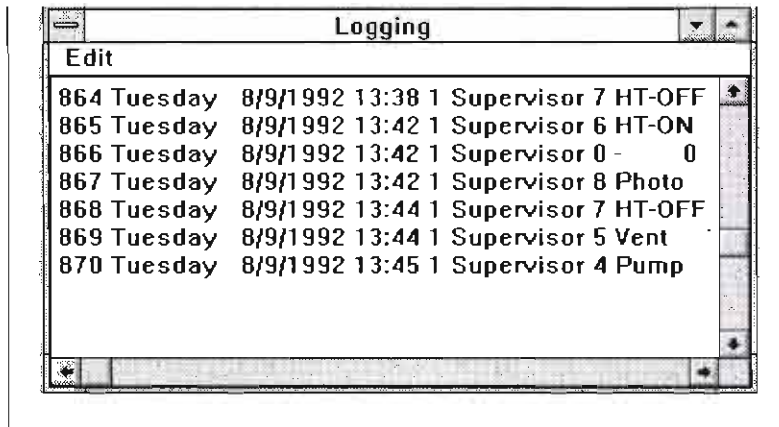 Logging
Edit
864 Tuesday 8/9/1992 13:38 1 Supervisor 7 HT-OFF
865 Tuesday 8/9/1992 13:42 1 Supervisor 6 HT-ON
866 Tuesday 8/9/1992 13:42 1 Supervisor 0 - 0
867 Tuesday 8/9/1992 13:42 1 Supervisor 8 Photo
868 Tuesday 8/9/1992 13:44 1 Supervisor 7 HT-OFF
869 Tuesday 8/9/1992 13:44 1 Supervisor 5 Vent
870 Tuesday 8/9/1992 13:45 1 Supervisor 4 Pump